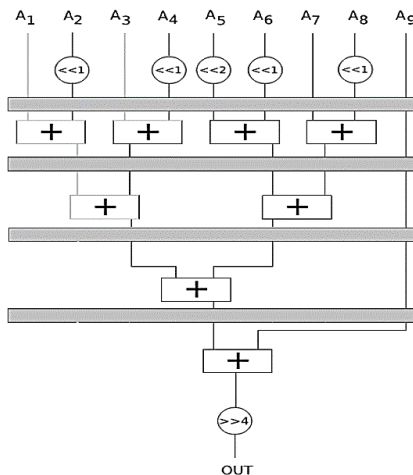 A1 A2 A3 A4 A5 A6 A7 A8 A9
<<1 <<1 <<2 <<1 <<1
+ + + +
+ +
+
+
>>4
OUT